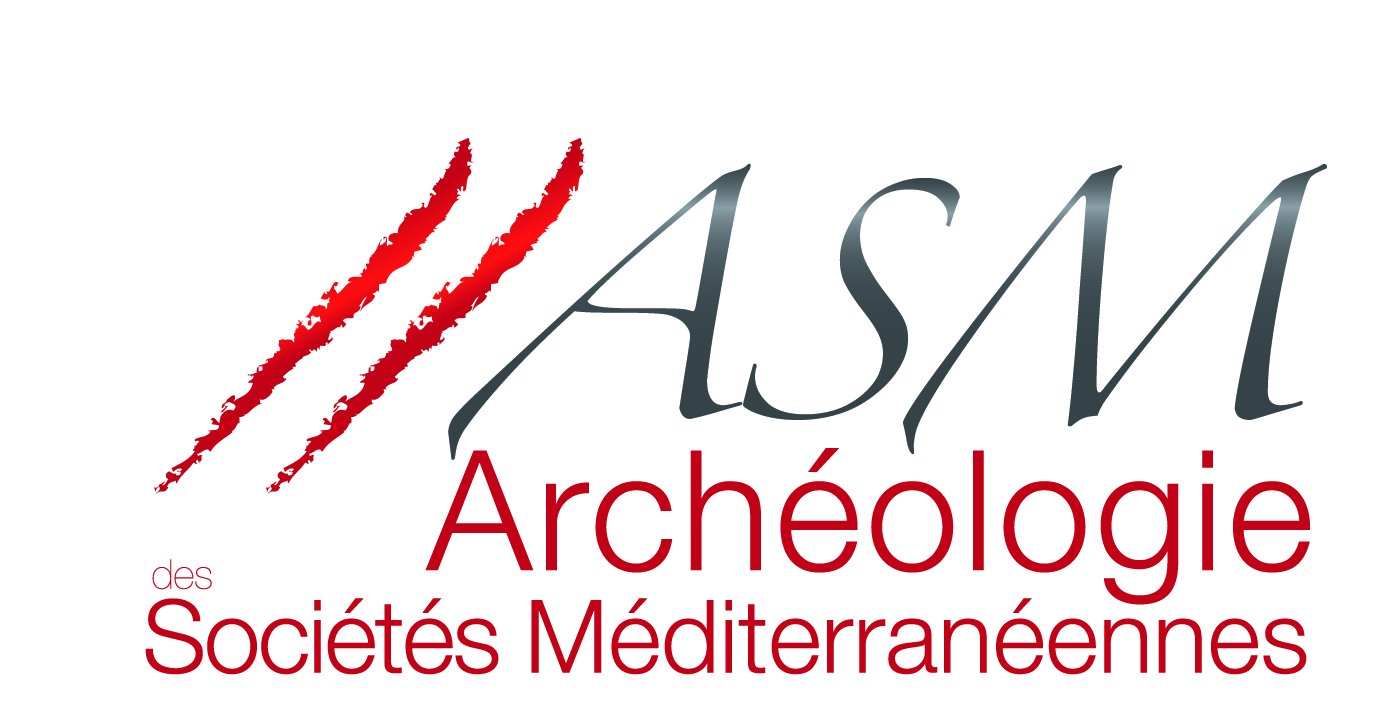 ASM
Archéologie
des
Sociétés Méditerranéennes